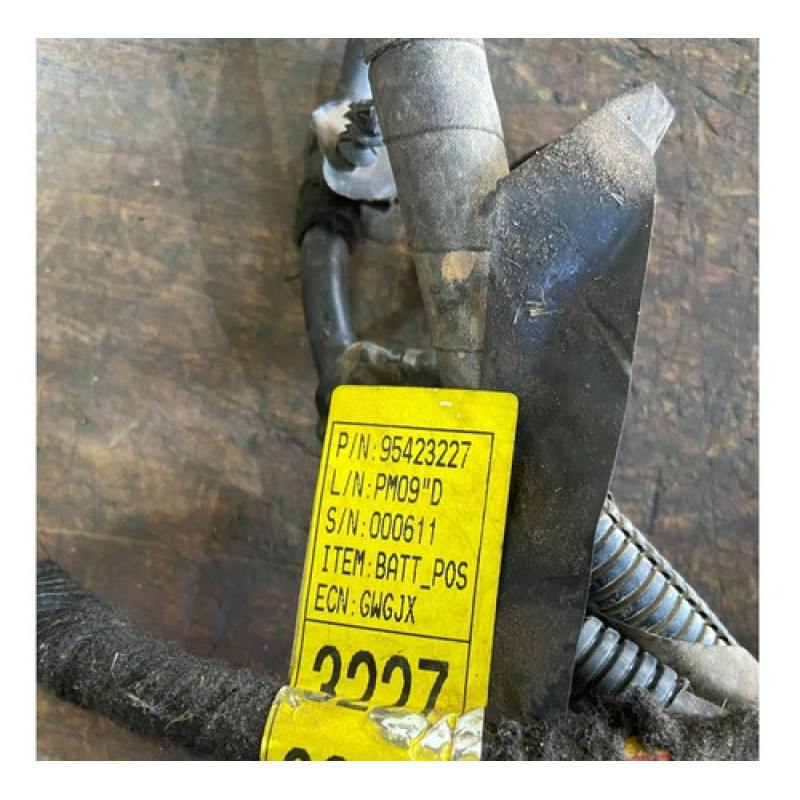 P/N:95423227
L/N:PM09"D
S/N:000611
ITEM:BATT_POS
ECN:GWGJX
3227